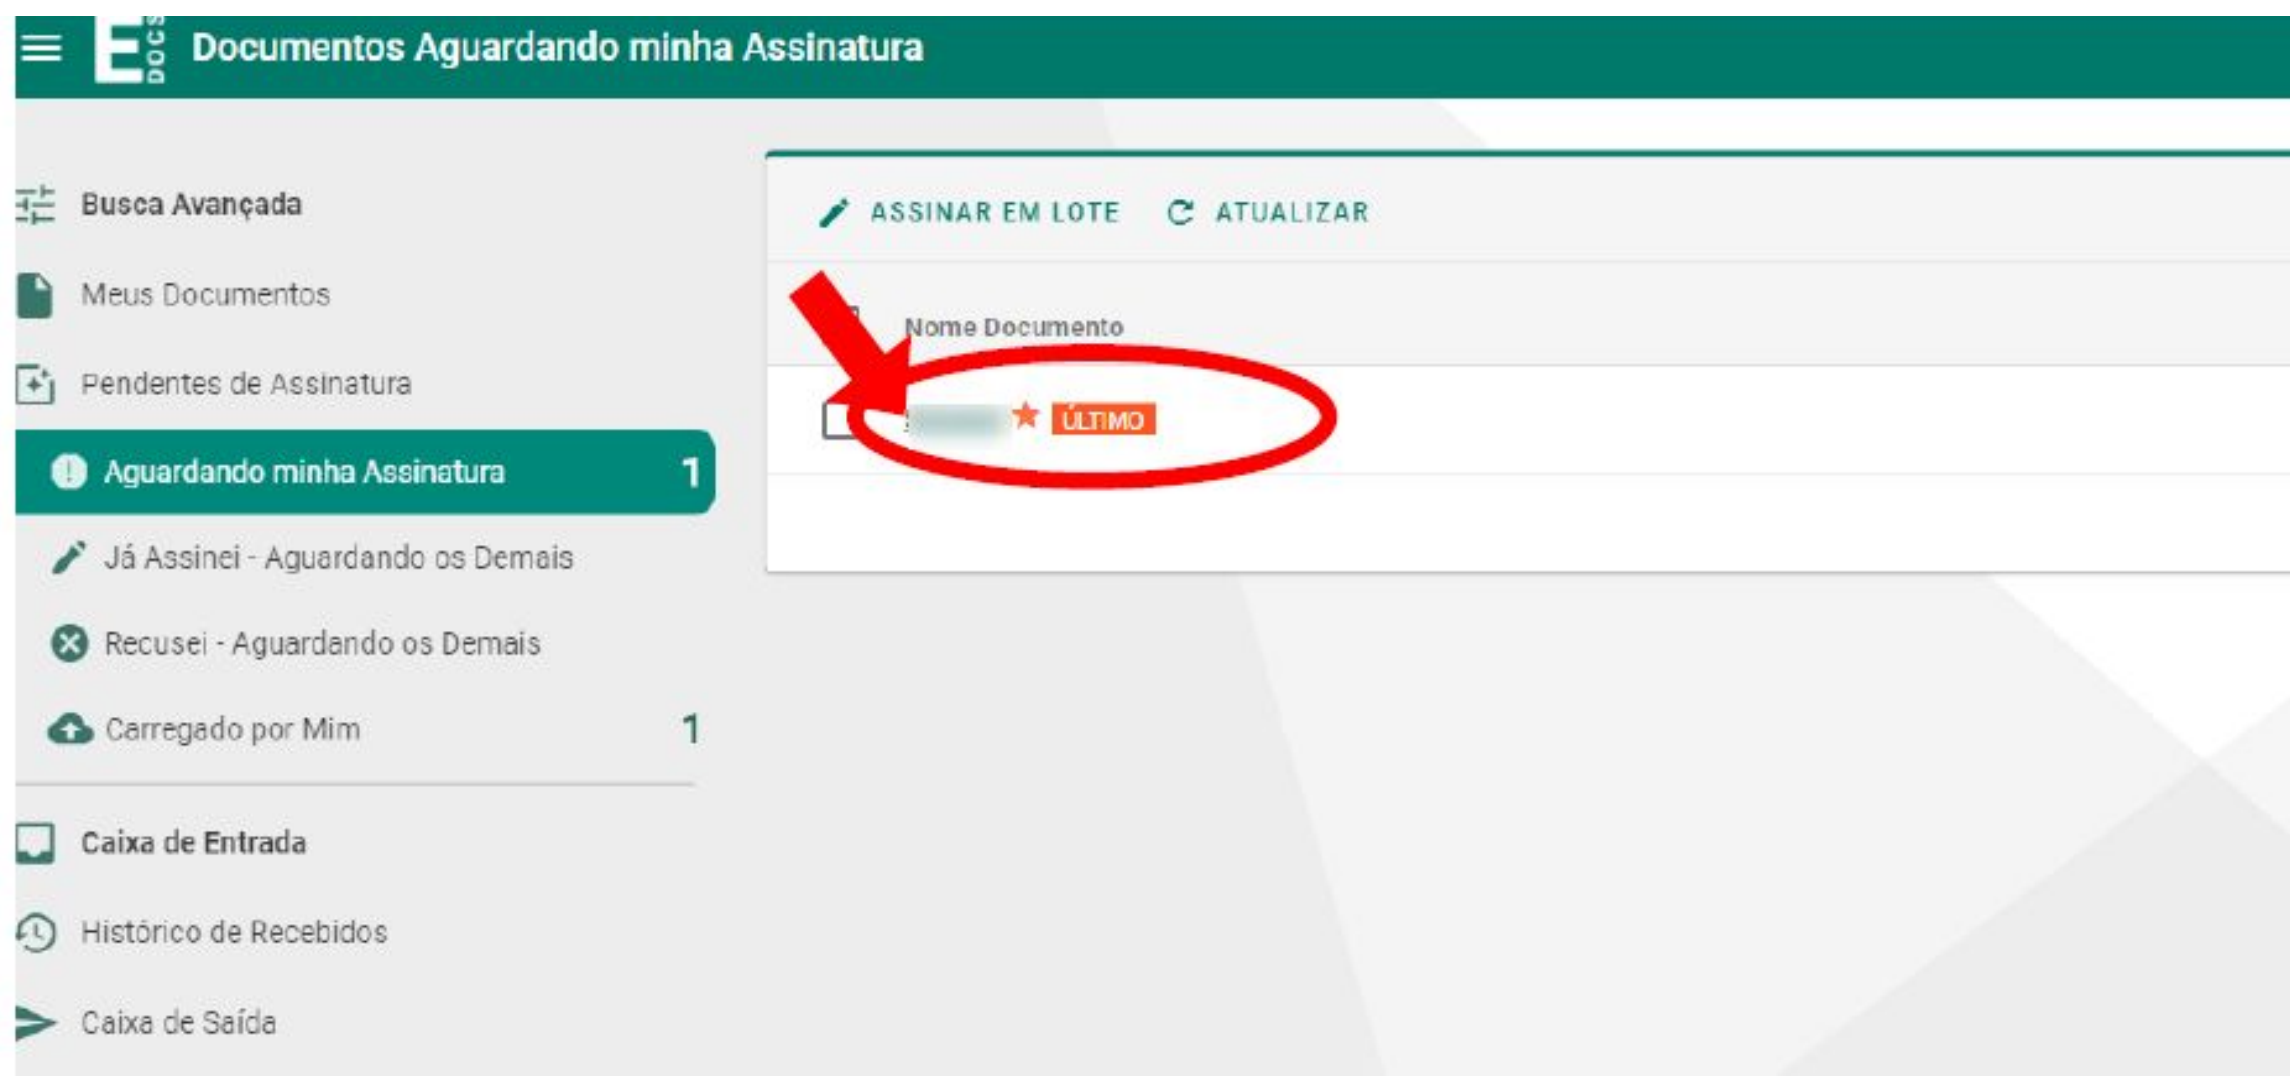 E DOCS
Documentos Aguardando minha Assinatura
Busca Avançada
Meus Documentos
Pendentes de Assinatura
Aguardando minha Assinatura 1
Já Assinei - Aguardando os Demais
Recusei - Aguardando os Demais
Carregado por Mim 1
Caixa de Entrada
Histórico de Recebidos
Caixa de Saída
ASSINAR EM LOTE ATUALIZAR
Nome Documento
ÚLTIMO